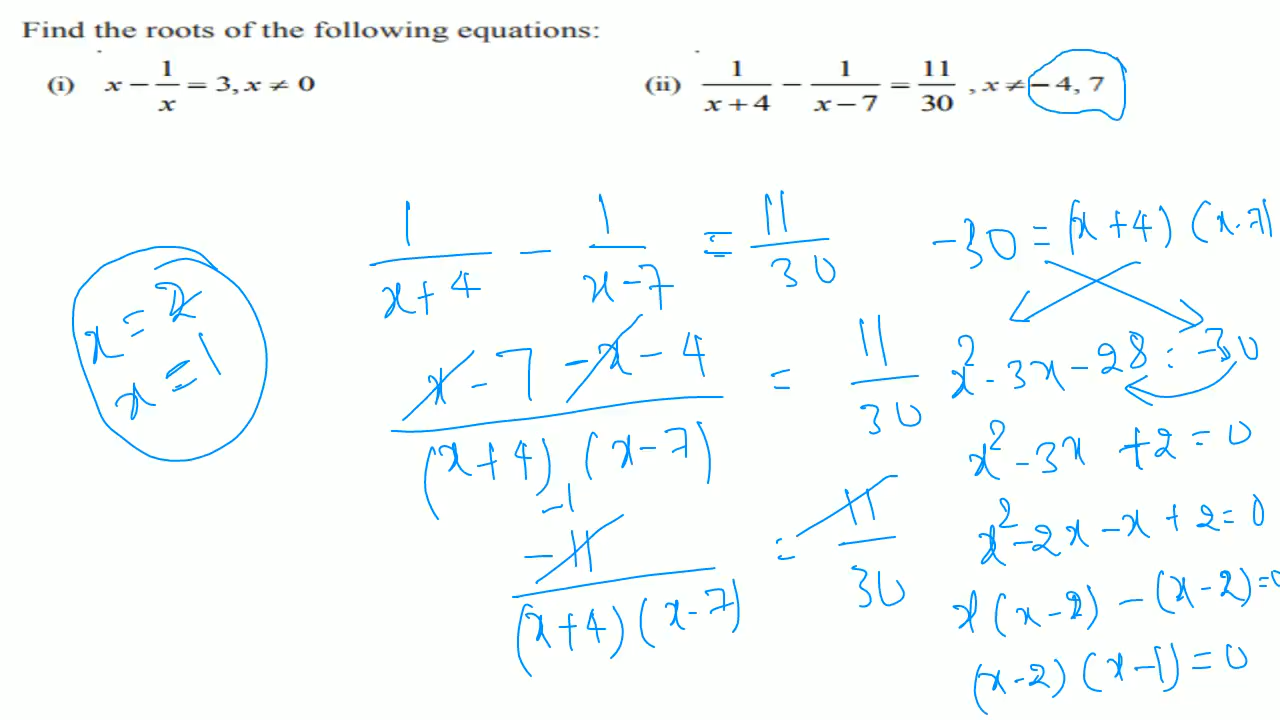 Find the roots of the following equations:
(i) x − 1/x = 3, x ≠ 0
(ii) 1/(x + 4) − 1/(x − 7) = 11/30 , x ≠ − 4, 7
1/(x+4) − 1/(x−7) = 11/30
(x − 7 − x − 4)/((x+4) (x−7)) = 11/30
−1
−11/((x+4) (x−7)) = 11/30
x = 2
x = 1
−30 = (x+4) (x-7)
x² − 3x − 28 = −30
x² − 3x + 2 = 0
x² − 2x − x + 2 = 0
x(x−2) − (x−2)=0
(x−2) (x−1) = 0